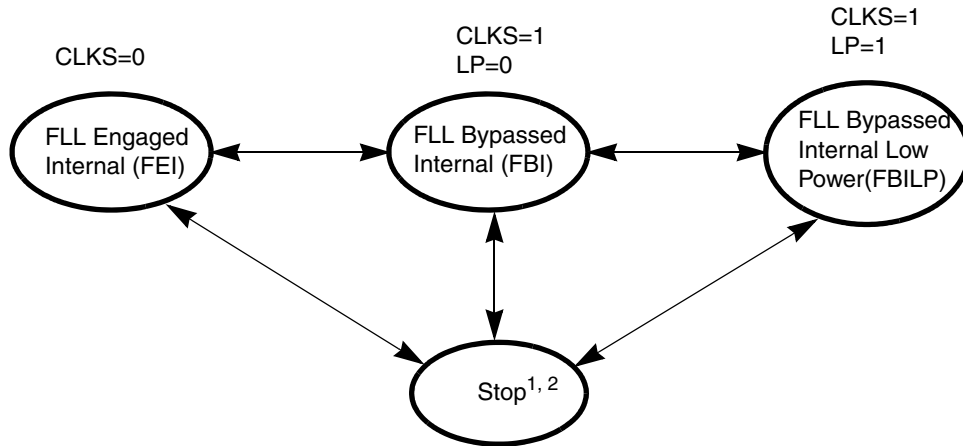 CLKS=0
CLKS=1
LP=0
CLKS=1
LP=1
FLL Engaged
Internal (FEI)
FLL Bypassed
Internal (FBI)
FLL Bypassed
Internal Low
Power(FBILP)
Stop1, 2